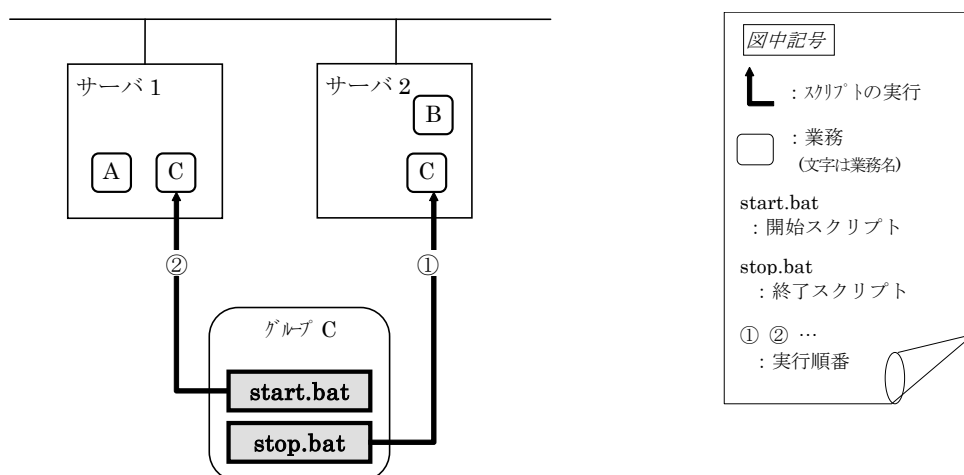 サーバ 1
A
C
サーバ 2
B
C
②
①
グループ C
start.bat
stop.bat
図中記号
：スクリプトの実行
：業務
(文字は業務名)
start.bat
：開始スクリプト
stop.bat
：終了スクリプト
① ② …
：実行順番